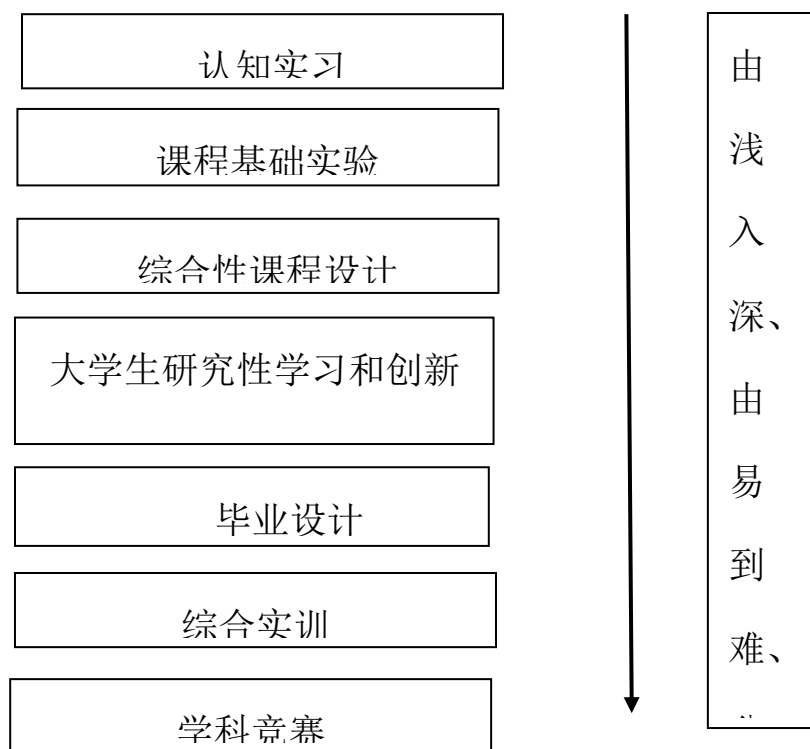 认知实习
课程基础实验
综合性课程设计
大学生研究性学习和创新
毕业设计
综合实训
学科竞赛
由
浅
入
深、
由
易
到
难、